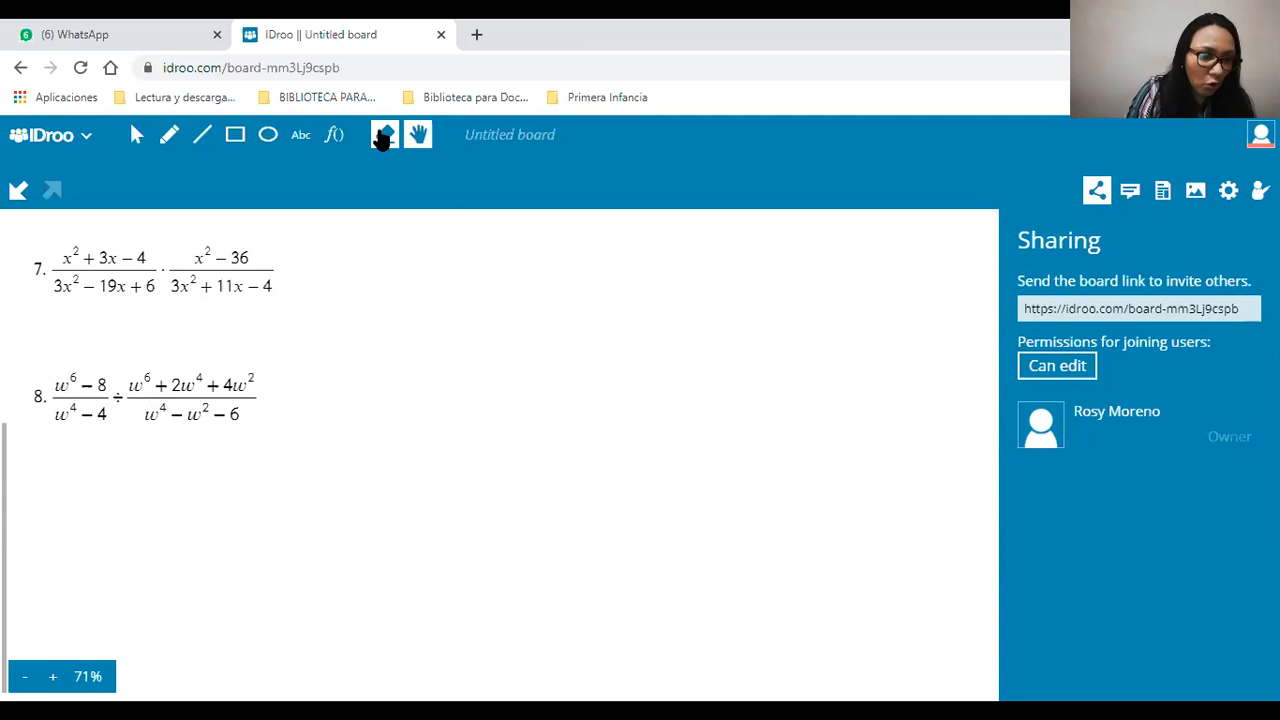 (6) WhatsApp
IDroo || Untitled board
idroo.com/board-mm3Lj9cspb
Aplicaciones
Lectura y descarga...
BIBLIOTECA PARA...
Biblioteca para Doc...
Primera Infancia
IDroo
Abc
f()
Untitled board
Sharing
Send the board link to invite others.
https://idroo.com/board-mm3Lj9cspb
Permissions for joining users:
Can edit
Rosy Moreno
Owner
7. (x² + 3x − 4)/(3x² − 19x + 6) · (x² − 36)/(3x² + 11x − 4)
8. (w⁶ − 8)/(w⁴ − 4) ÷ (w⁶ + 2w⁴ + 4w²)/(w⁴ − w² − 6)
- + 71%